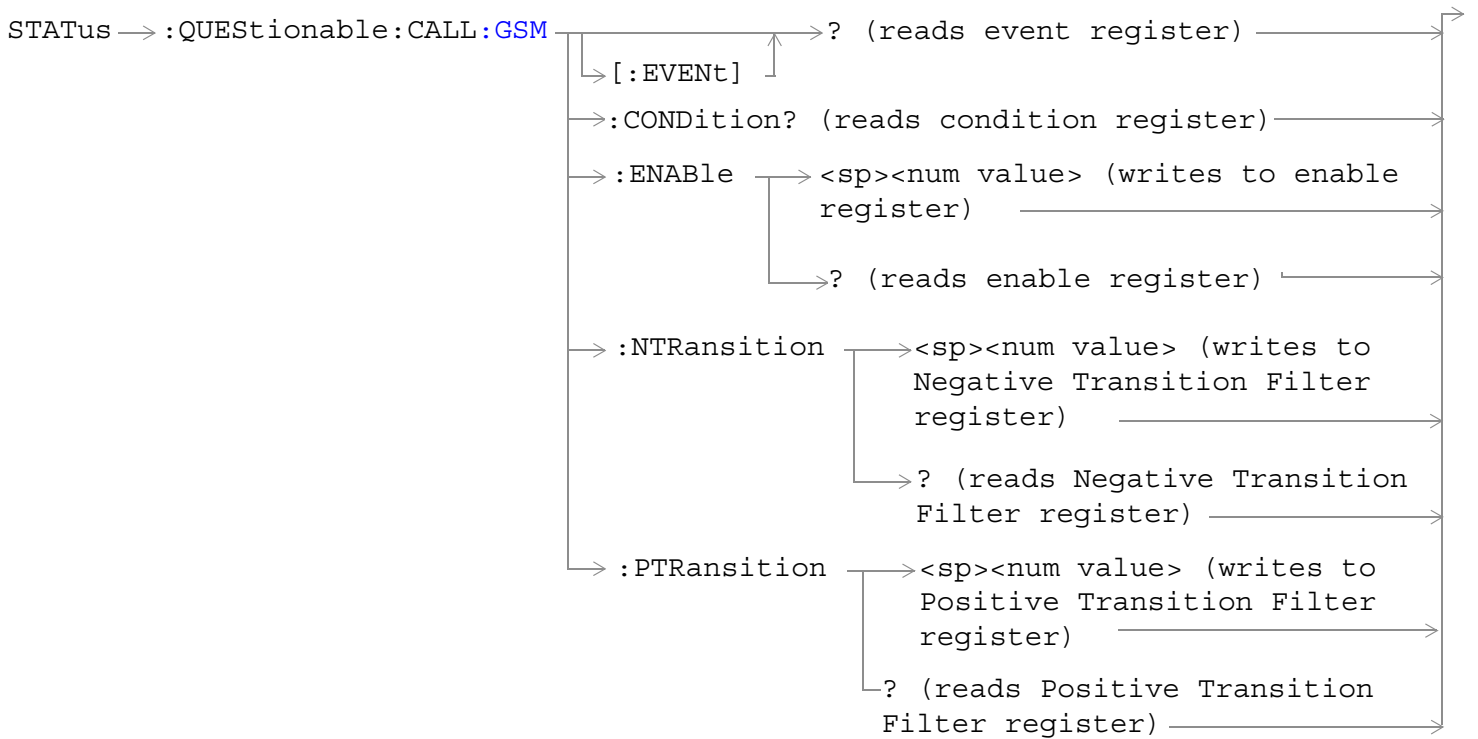 STATus :QUEStionable:CALL:GSM ? (reads event register)
[:EVENt]
:CONDition? (reads condition register)
:ENABle <sp><num value> (writes to enable
register)
? (reads enable register)
:NTRansition <sp><num value> (writes to
Negative Transition Filter
register)
? (reads Negative Transition
Filter register)
:PTRansition <sp><num value> (writes to
Positive Transition Filter
register)
? (reads Positive Transition
Filter register)